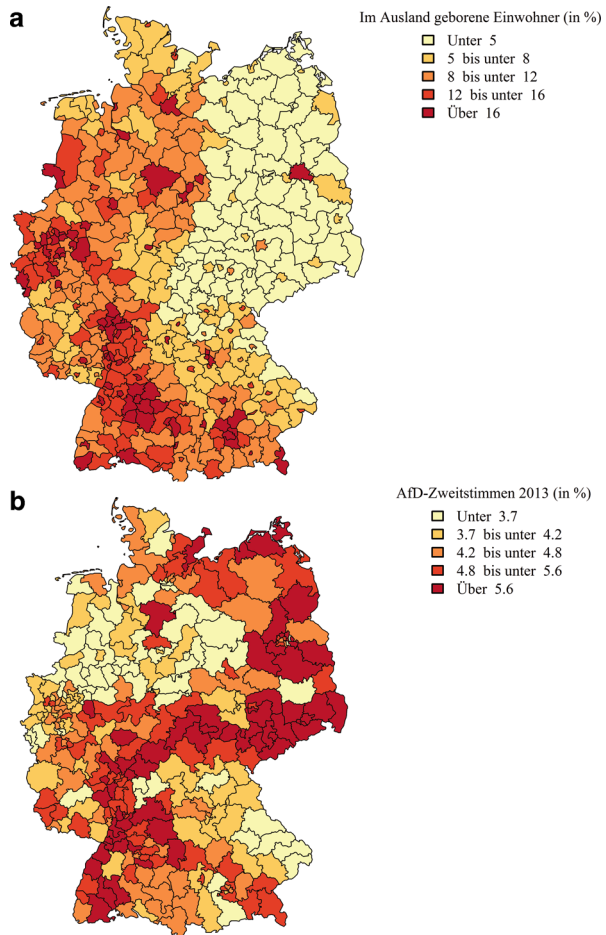 a
Im Ausland geborene Einwohner (in %)
Unter 5
5 bis unter 8
8 bis unter 12
12 bis unter 16
Über 16
b
AfD-Zweitstimmen 2013 (in %)
Unter 3.7
3.7 bis unter 4.2
4.2 bis unter 4.8
4.8 bis unter 5.6
Über 5.6